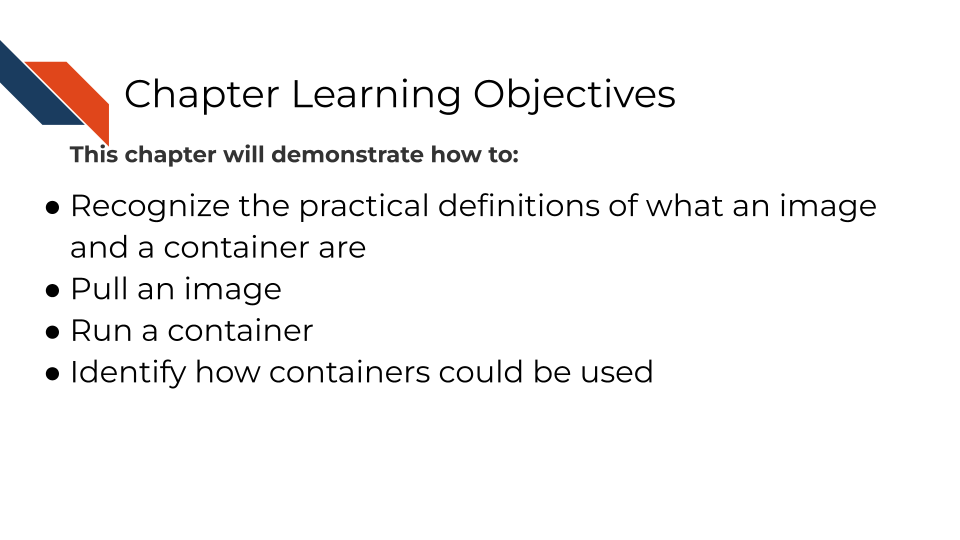 Chapter Learning Objectives
This chapter will demonstrate how to:
● Recognize the practical definitions of what an image
and a container are
● Pull an image
● Run a container
● Identify how containers could be used